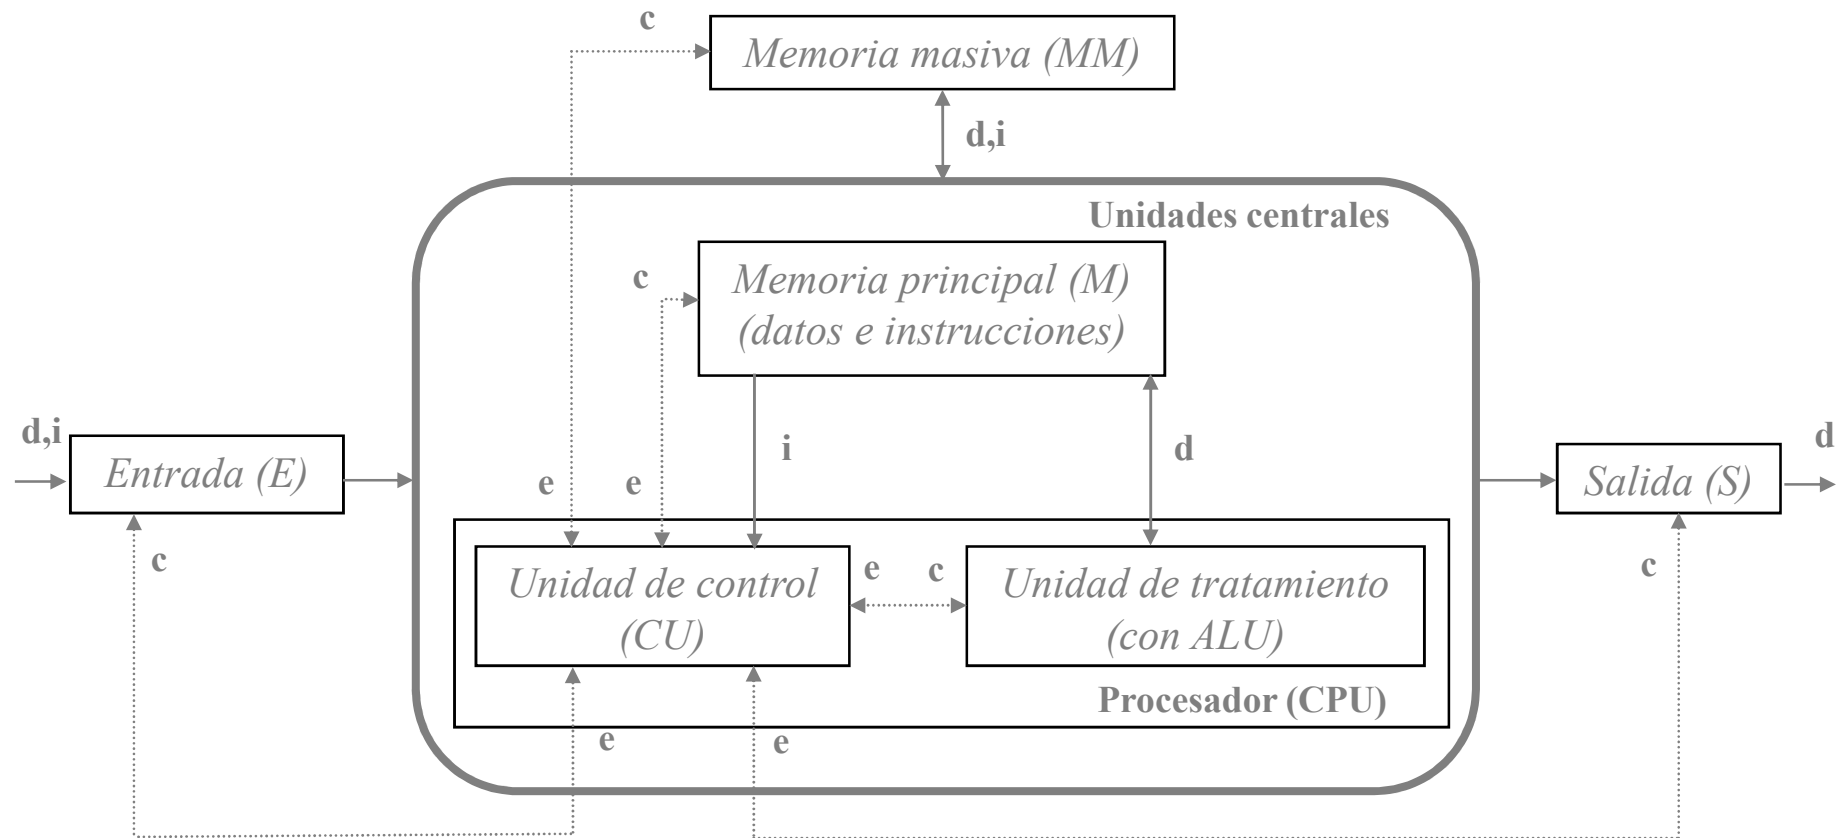 c
Memoria masiva (MM)
d,i
Unidades centrales
c
Memoria principal (M)
(datos e instrucciones)
d,i
Entrada (E)
e
e
i
d
Salida (S)
d
c
Unidad de control
(CU)
e
c
Unidad de tratamiento
(con ALU)
c
Procesador (CPU)
e
e